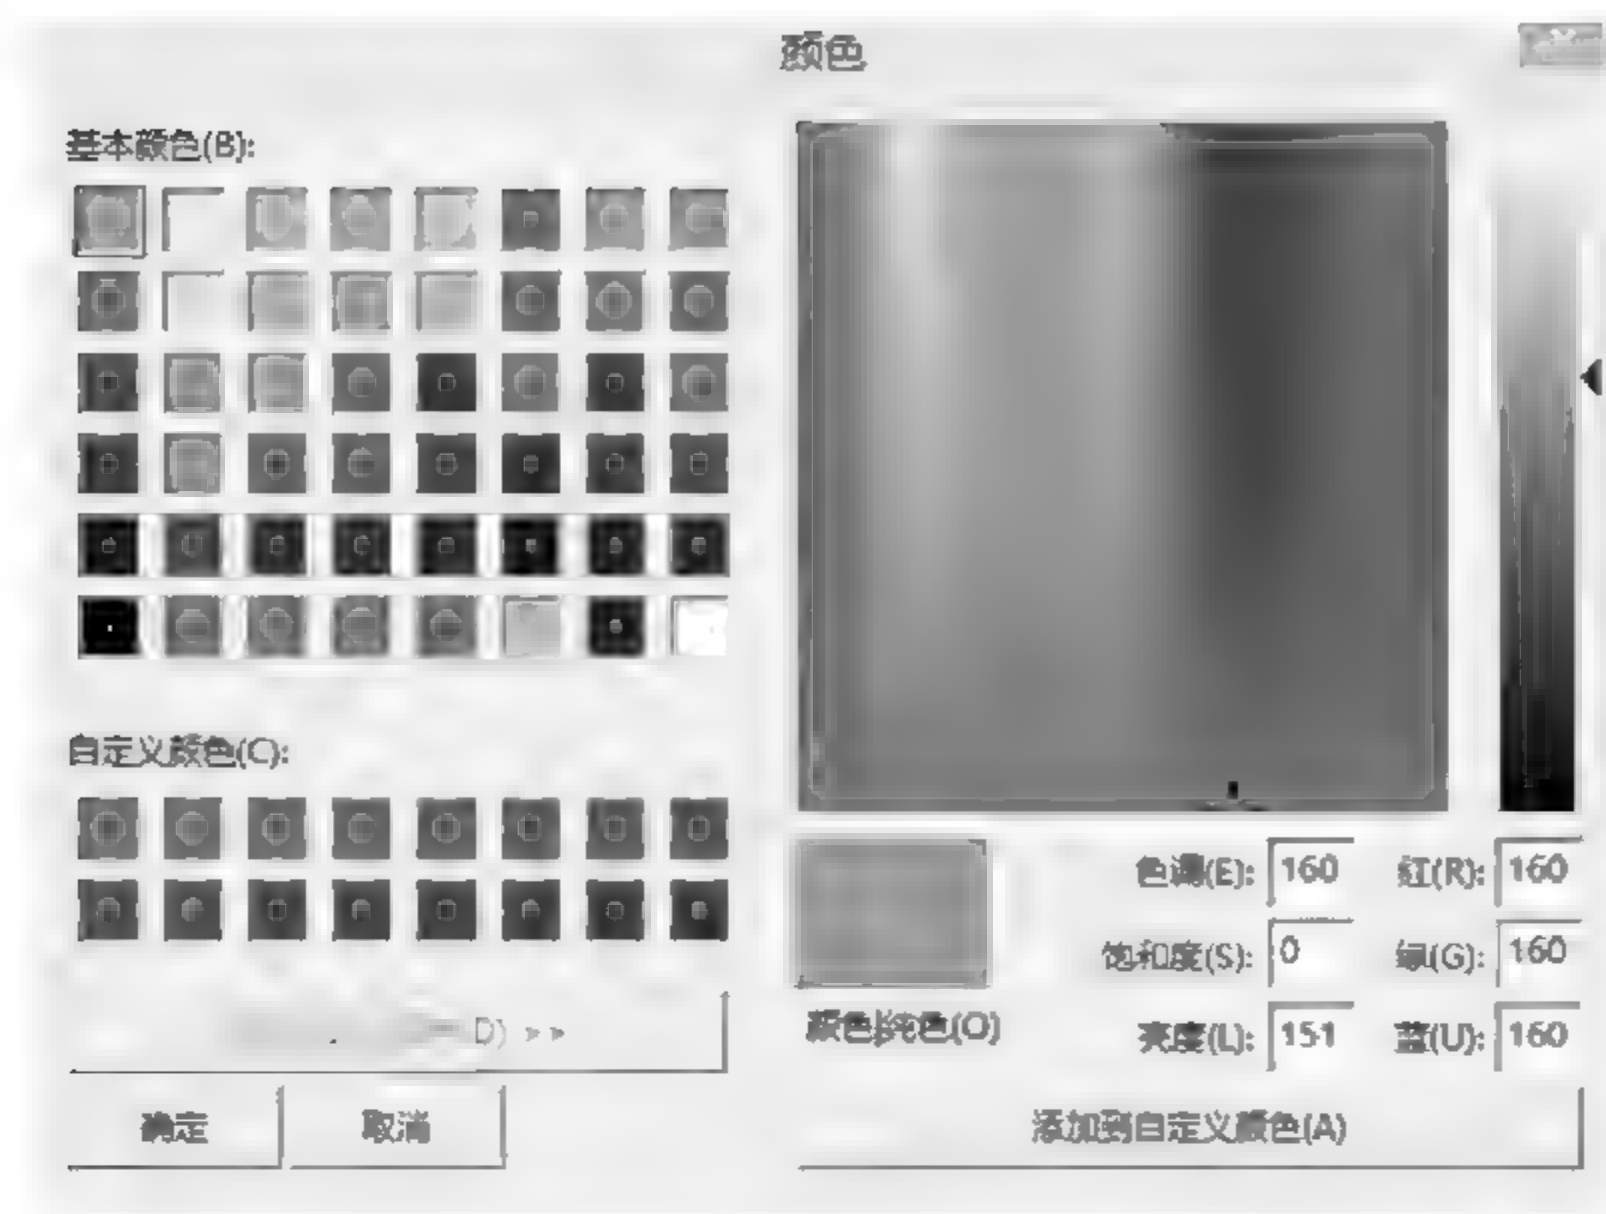 颜色
基本颜色(B):
自定义颜色(C):
D) >>
确定
取消
颜色|纯色(O)
色调(E): 160
红(R): 160
饱和度(S): 0
绿(G): 160
亮度(L): 151
蓝(U): 160
添加到自定义颜色(A)